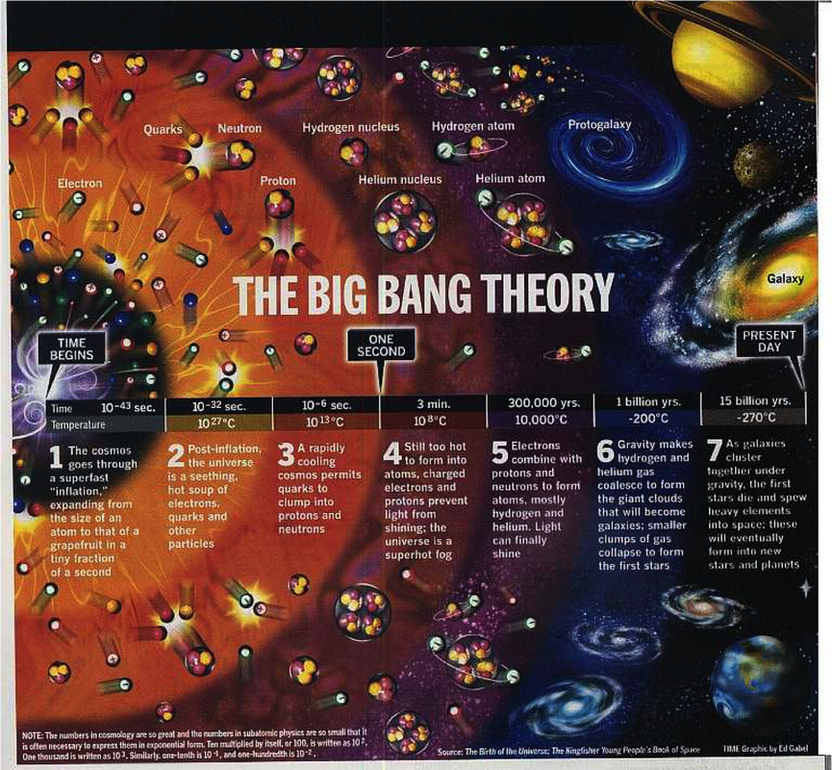 Quarks
Neutron
Hydrogen nucleus
Hydrogen atom
Protogalaxy
Electron
Proton
Helium nucleus
Helium atom
THE BIG BANG THEORY
Galaxy
TIME
BEGINS
ONE
SECOND
PRESENT
DAY
Time 10⁻⁴³ sec. 10⁻³² sec. 10⁻⁶ sec. 3 min. 300,000 yrs. 1 billion yrs. 15 billion yrs.
Temperature 10²⁷°C 10¹³°C 10⁸°C 10,000°C -200°C -270°C
1 The cosmos
goes through
a superfast
"inflation,"
expanding from
the size of an
atom to that of a
grapefruit in a
tiny fraction
of a second
2 Post-inflation,
the universe
is a seething,
hot soup of
electrons,
quarks and
other
particles
3 A rapidly
cooling
cosmos permits
quarks to
clump into
protons and
neutrons
4 Still too hot
to form into
atoms, charged
electrons and
protons prevent
light from
shining; the
universe is a
superhot fog
5 Electrons
combine with
protons and
neutrons to form
atoms, mostly
hydrogen and
helium. Light
can finally
shine
6 Gravity makes
hydrogen and
helium gas
coalesce to form
the giant clouds
that will become
galaxies; smaller
clumps of gas
collapse to form
the first stars
7 As galaxies
cluster
together under
gravity, the first
stars die and spew
heavy elements
into space; these
will eventually
form into new
stars and planets
NOTE: The numbers in cosmology are so great and the numbers in subatomic physics are so small that it
is often necessary to express them in exponential form. Ten multiplied by itself, or 100, is written as 10².
One thousand is written as 10³. Similarly, one-tenth is 10⁻¹, and one-hundredth is 10⁻².
Source: The Birth of the Universe; The Kingfisher Young People's Book of Space
TIME Graphic by Ed Gabel